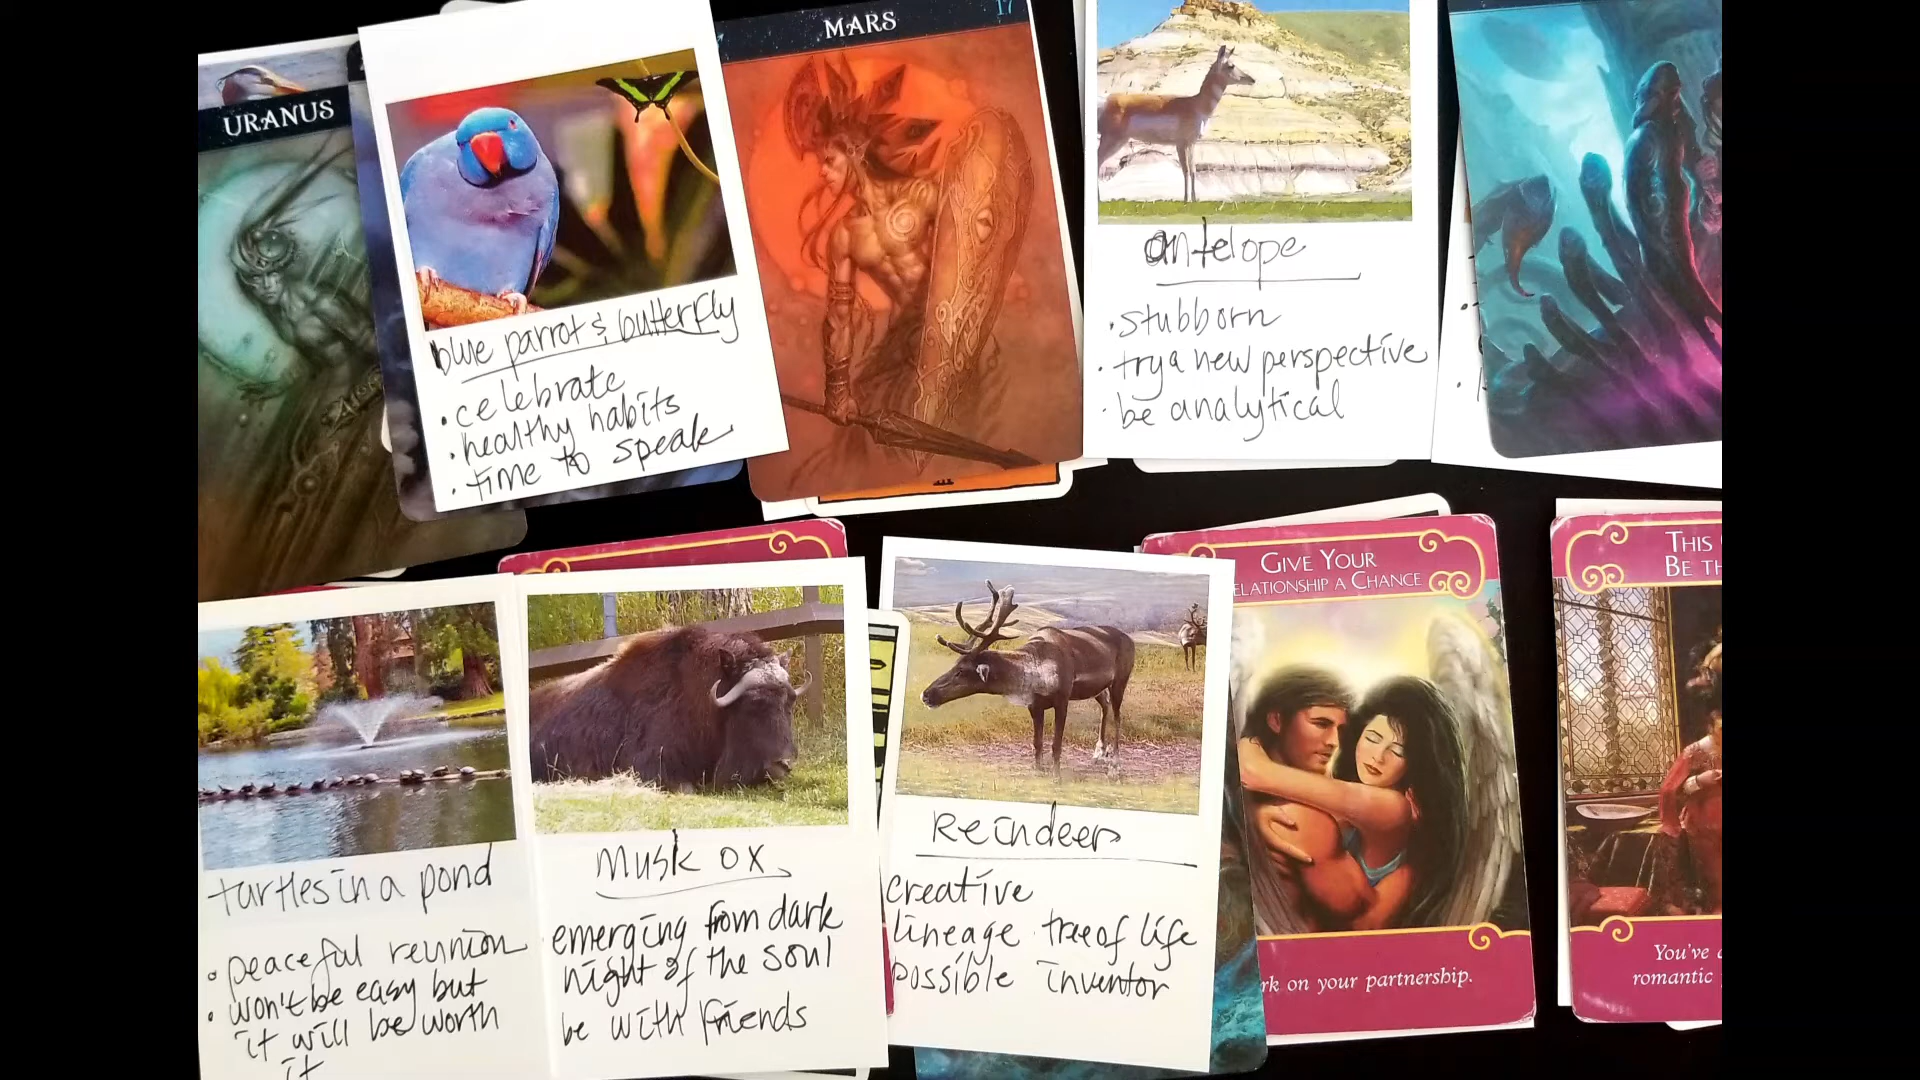 URANUS
MARS
17
blue parrot & butterfly
• celebrate
• healthy habits
• time to speak
antelope
• stubborn
• try a new perspective
• be analytical
turtles in a pond
• peaceful reunion
• won't be easy but
it will be worth
it
Musk ox
emerging from dark
night of the soul
be with friends
Reindeer
creative
lineage tree of life
possible inventor
GIVE YOUR
ELATIONSHIP A CHANCE
rk on your partnership.
THIS
BE TH
You've
romantic